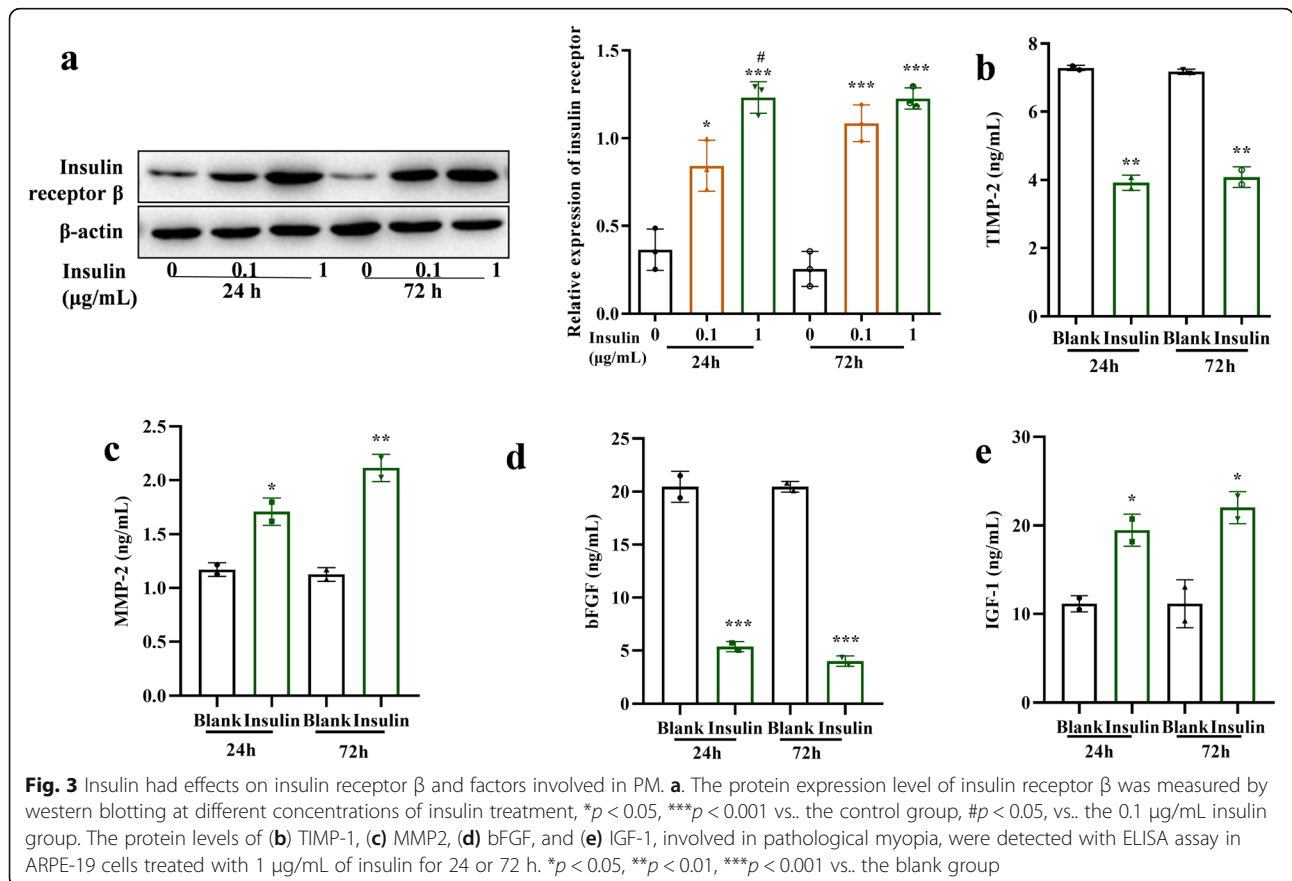 a
Insulin
receptor β
β-actin
Insulin
(μg/mL)
0 0.1 1 0 0.1 1
24 h 72 h
Relative expression of insulin receptor
1.5
1.0
0.5
0.0
* #
*** *** ***
Insulin
(μg/mL)
0 0.1 1 0 0.1 1
24h 72h
b
TIMP-2 (ng/mL)
8
6
4
2
0
** **
Blank Insulin Blank Insulin
24h 72h
c
MMP-2 (ng/mL)
2.5
2.0
1.5
1.0
0.5
0.0
* **
Blank Insulin Blank Insulin
24h 72h
d
bFGF (ng/mL)
25
20
15
10
5
0
*** ***
Blank Insulin Blank Insulin
24h 72h
e
IGF-1 (ng/mL)
30
20
10
0
* *
Blank Insulin Blank Insulin
24h 72h
Fig. 3 Insulin had effects on insulin receptor β and factors involved in PM. a. The protein expression level of insulin receptor β was measured by
western blotting at different concentrations of insulin treatment, *p < 0.05, ***p < 0.001 vs.. the control group, #p < 0.05, vs.. the 0.1 μg/mL insulin
group. The protein levels of (b) TIMP-1, (c) MMP2, (d) bFGF, and (e) IGF-1, involved in pathological myopia, were detected with ELISA assay in
ARPE-19 cells treated with 1 μg/mL of insulin for 24 or 72 h. *p < 0.05, **p < 0.01, ***p < 0.001 vs.. the blank group